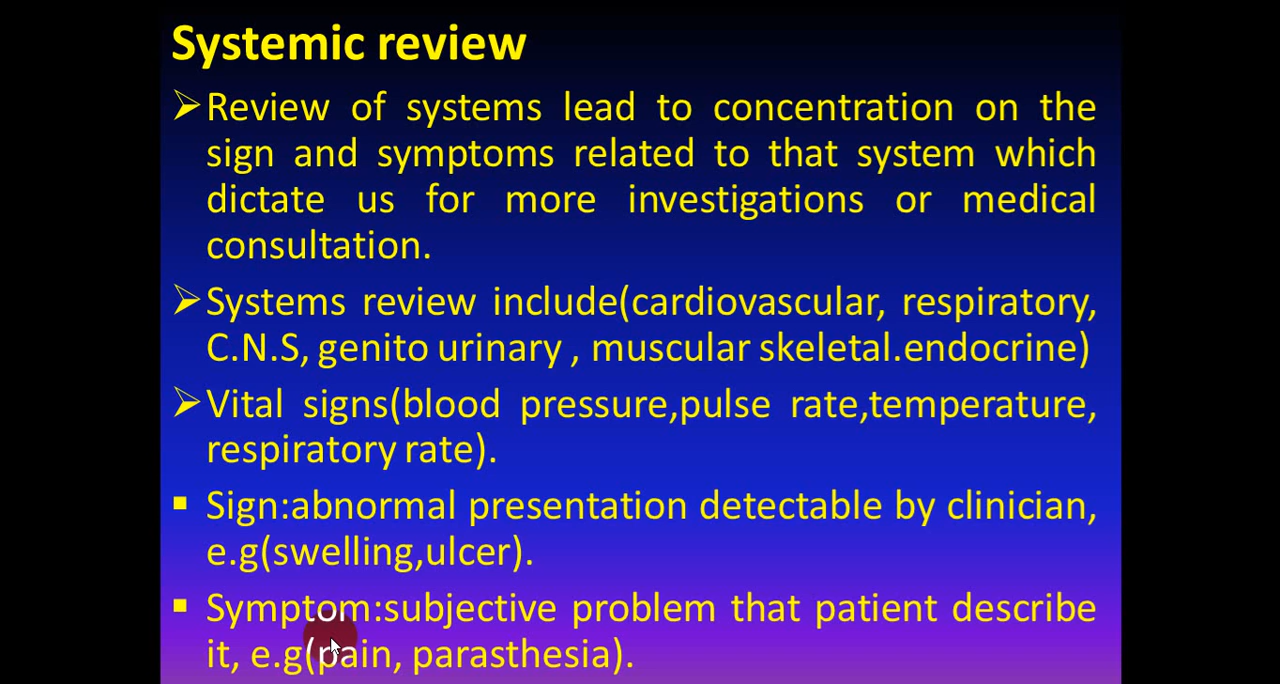 Systemic review
➢Review of systems lead to concentration on the
sign and symptoms related to that system which
dictate us for more investigations or medical
consultation.
➢Systems review include(cardiovascular, respiratory,
C.N.S, genito urinary , muscular skeletal.endocrine)
➢Vital signs(blood pressure,pulse rate,temperature,
respiratory rate).
▪ Sign:abnormal presentation detectable by clinician,
e.g(swelling,ulcer).
▪ Symptom:subjective problem that patient describe
it, e.g(pain, parasthesia).